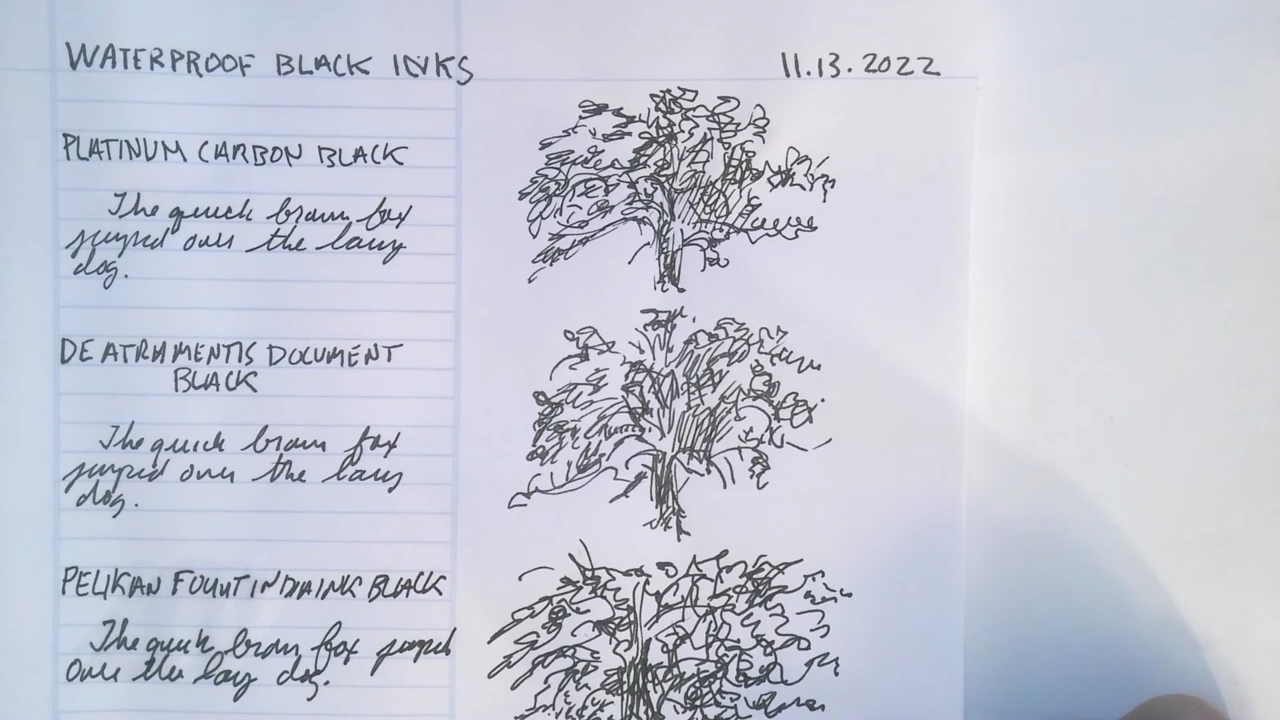 WATERPROOF BLACK INKS
11.13.2022
PLATINUM CARBON BLACK
The quick brown fox
jumped over the lazy
dog.
DE ATRAMENTIS DOCUMENT
BLACK
The quick brown fox
jumped over the lazy
dog.
PELIKAN FOUNT INDIAINK BLACK
The quick brown fox jumped
over the lazy dog.